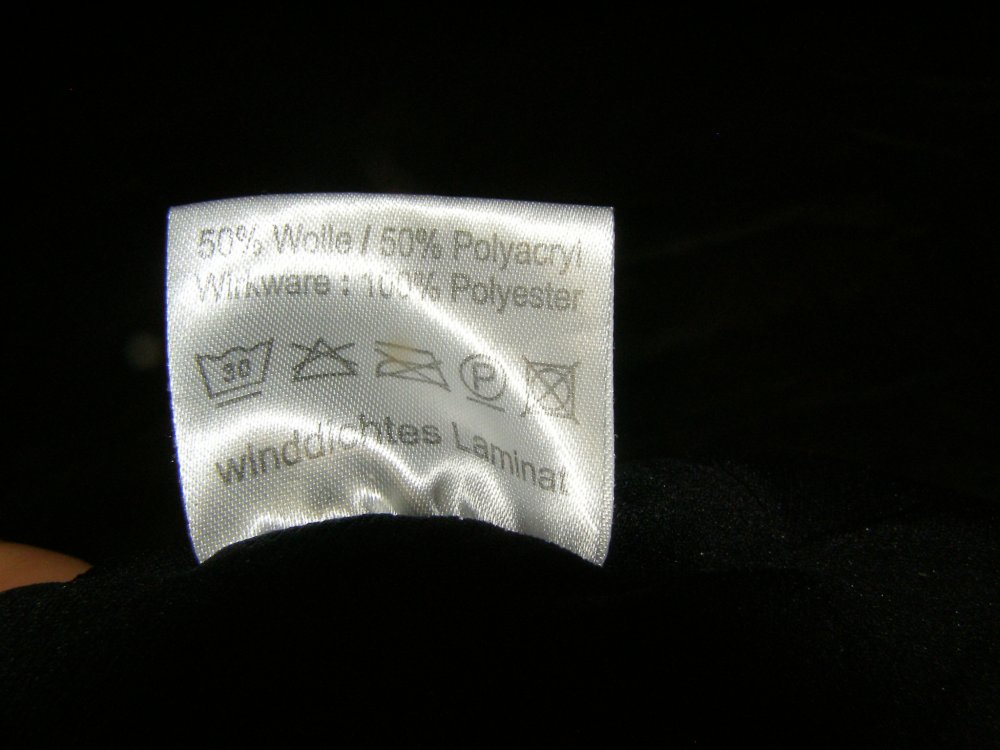 50% Wolle / 50% Polyacryl
Wirkware : 100% Polyester
30 P
winddichtes Laminat